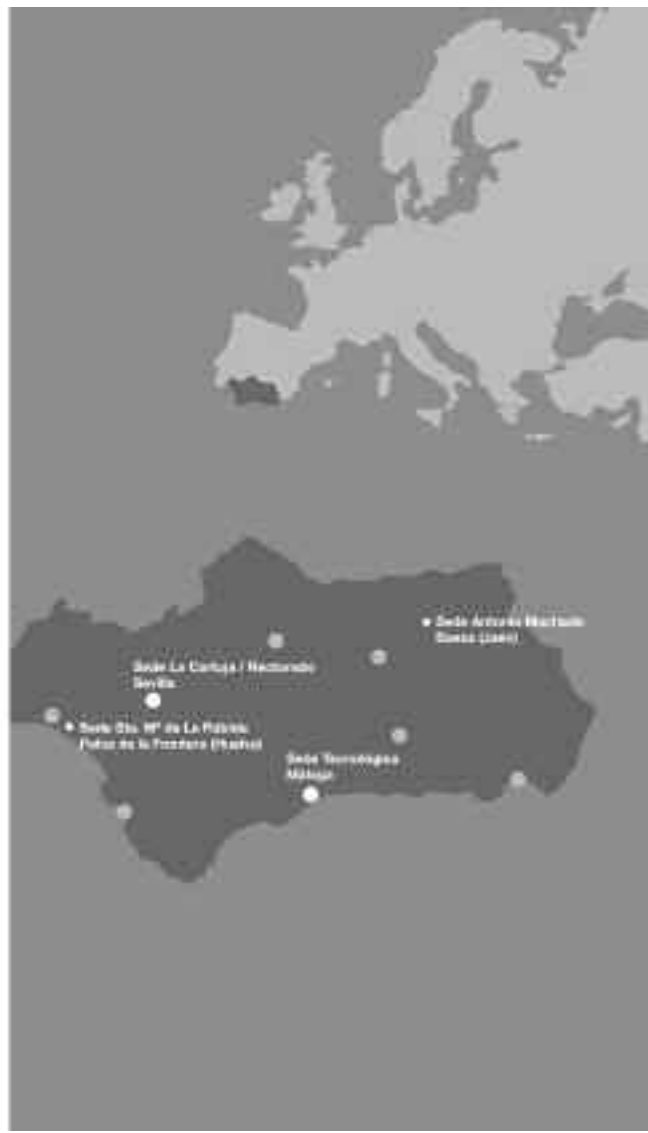 Sede Antonio Machado
Baeza (Jaén)
Sede La Cartuja / Rectorado
Sevilla
Sede Sta. Mª de La Rábida
Palos de la Frontera (Huelva)
Sede Tecnológica
Málaga